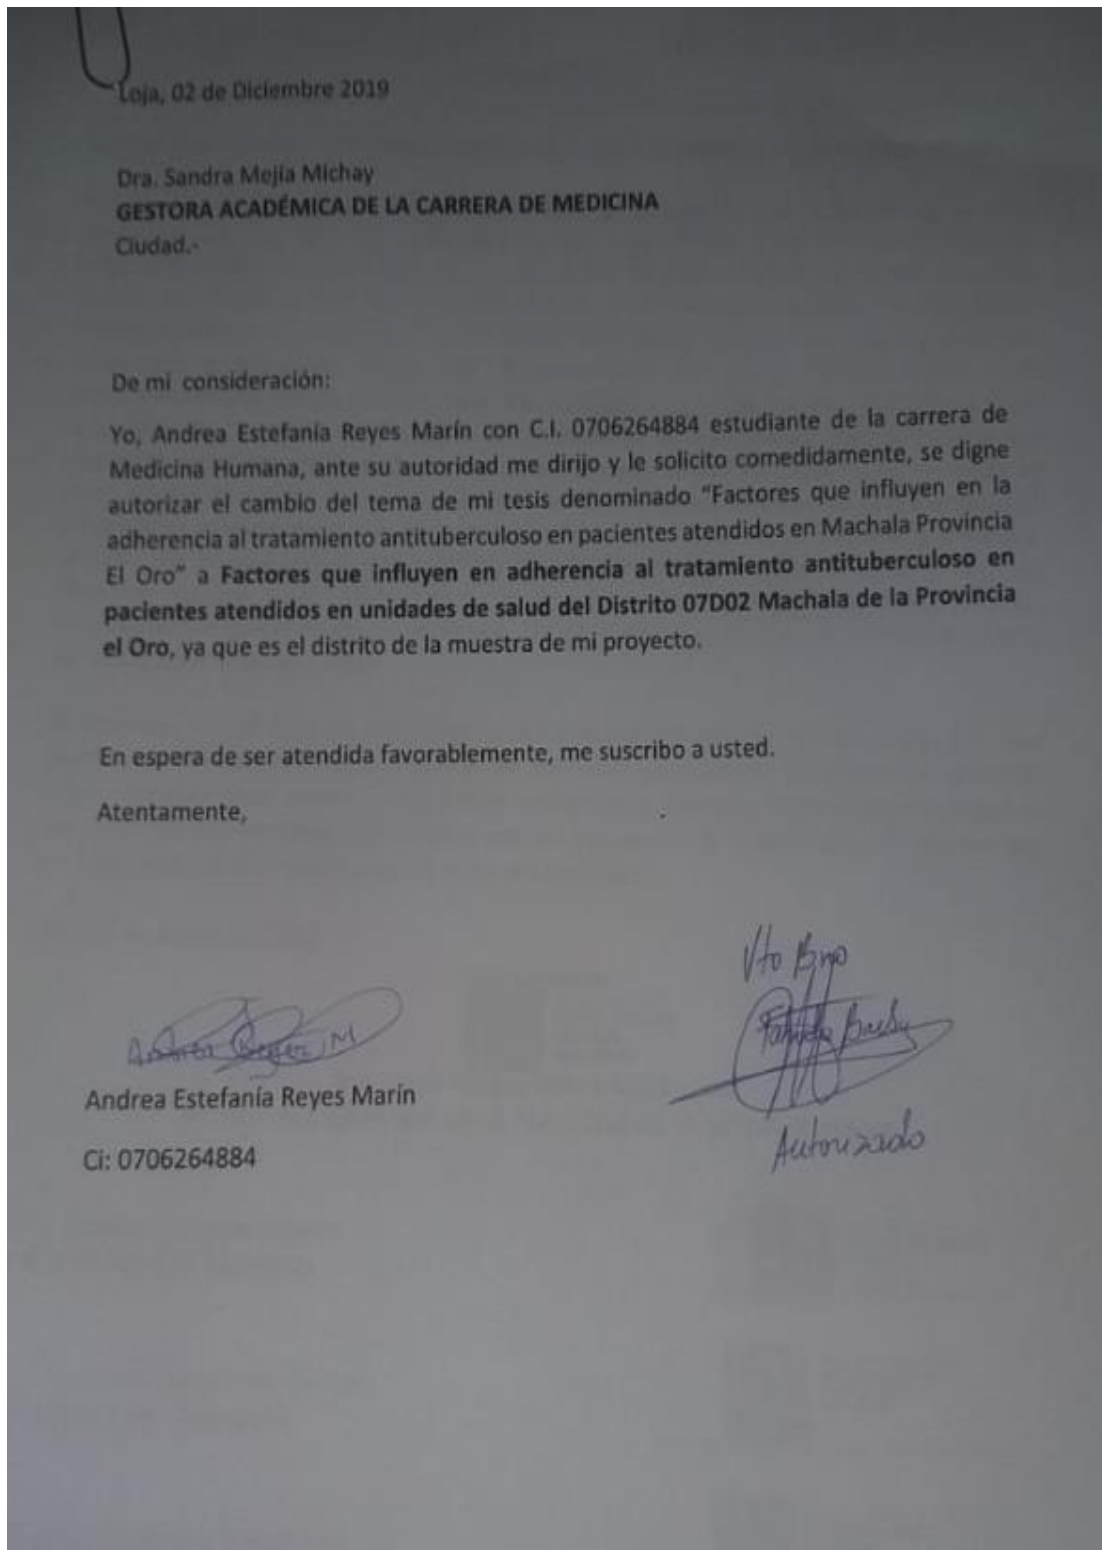 Loja, 02 de Diciembre 2019
Dra. Sandra Mejía Michay
GESTORA ACADÉMICA DE LA CARRERA DE MEDICINA
Ciudad.-
De mi consideración:
Yo, Andrea Estefanía Reyes Marín con C.I. 0706264884 estudiante de la carrera de
Medicina Humana, ante su autoridad me dirijo y le solicito comedidamente, se digne
autorizar el cambio del tema de mi tesis denominado "Factores que influyen en la
adherencia al tratamiento antituberculoso en pacientes atendidos en Machala Provincia
El Oro" a Factores que influyen en adherencia al tratamiento antituberculoso en
pacientes atendidos en unidades de salud del Distrito 07D02 Machala de la Provincia
el Oro, ya que es el distrito de la muestra de mi proyecto.
En espera de ser atendida favorablemente, me suscribo a usted.
Atentamente,
Vto Bno
Andrea Reyes M
Andrea Estefanía Reyes Marín
Autorizado
Ci: 0706264884